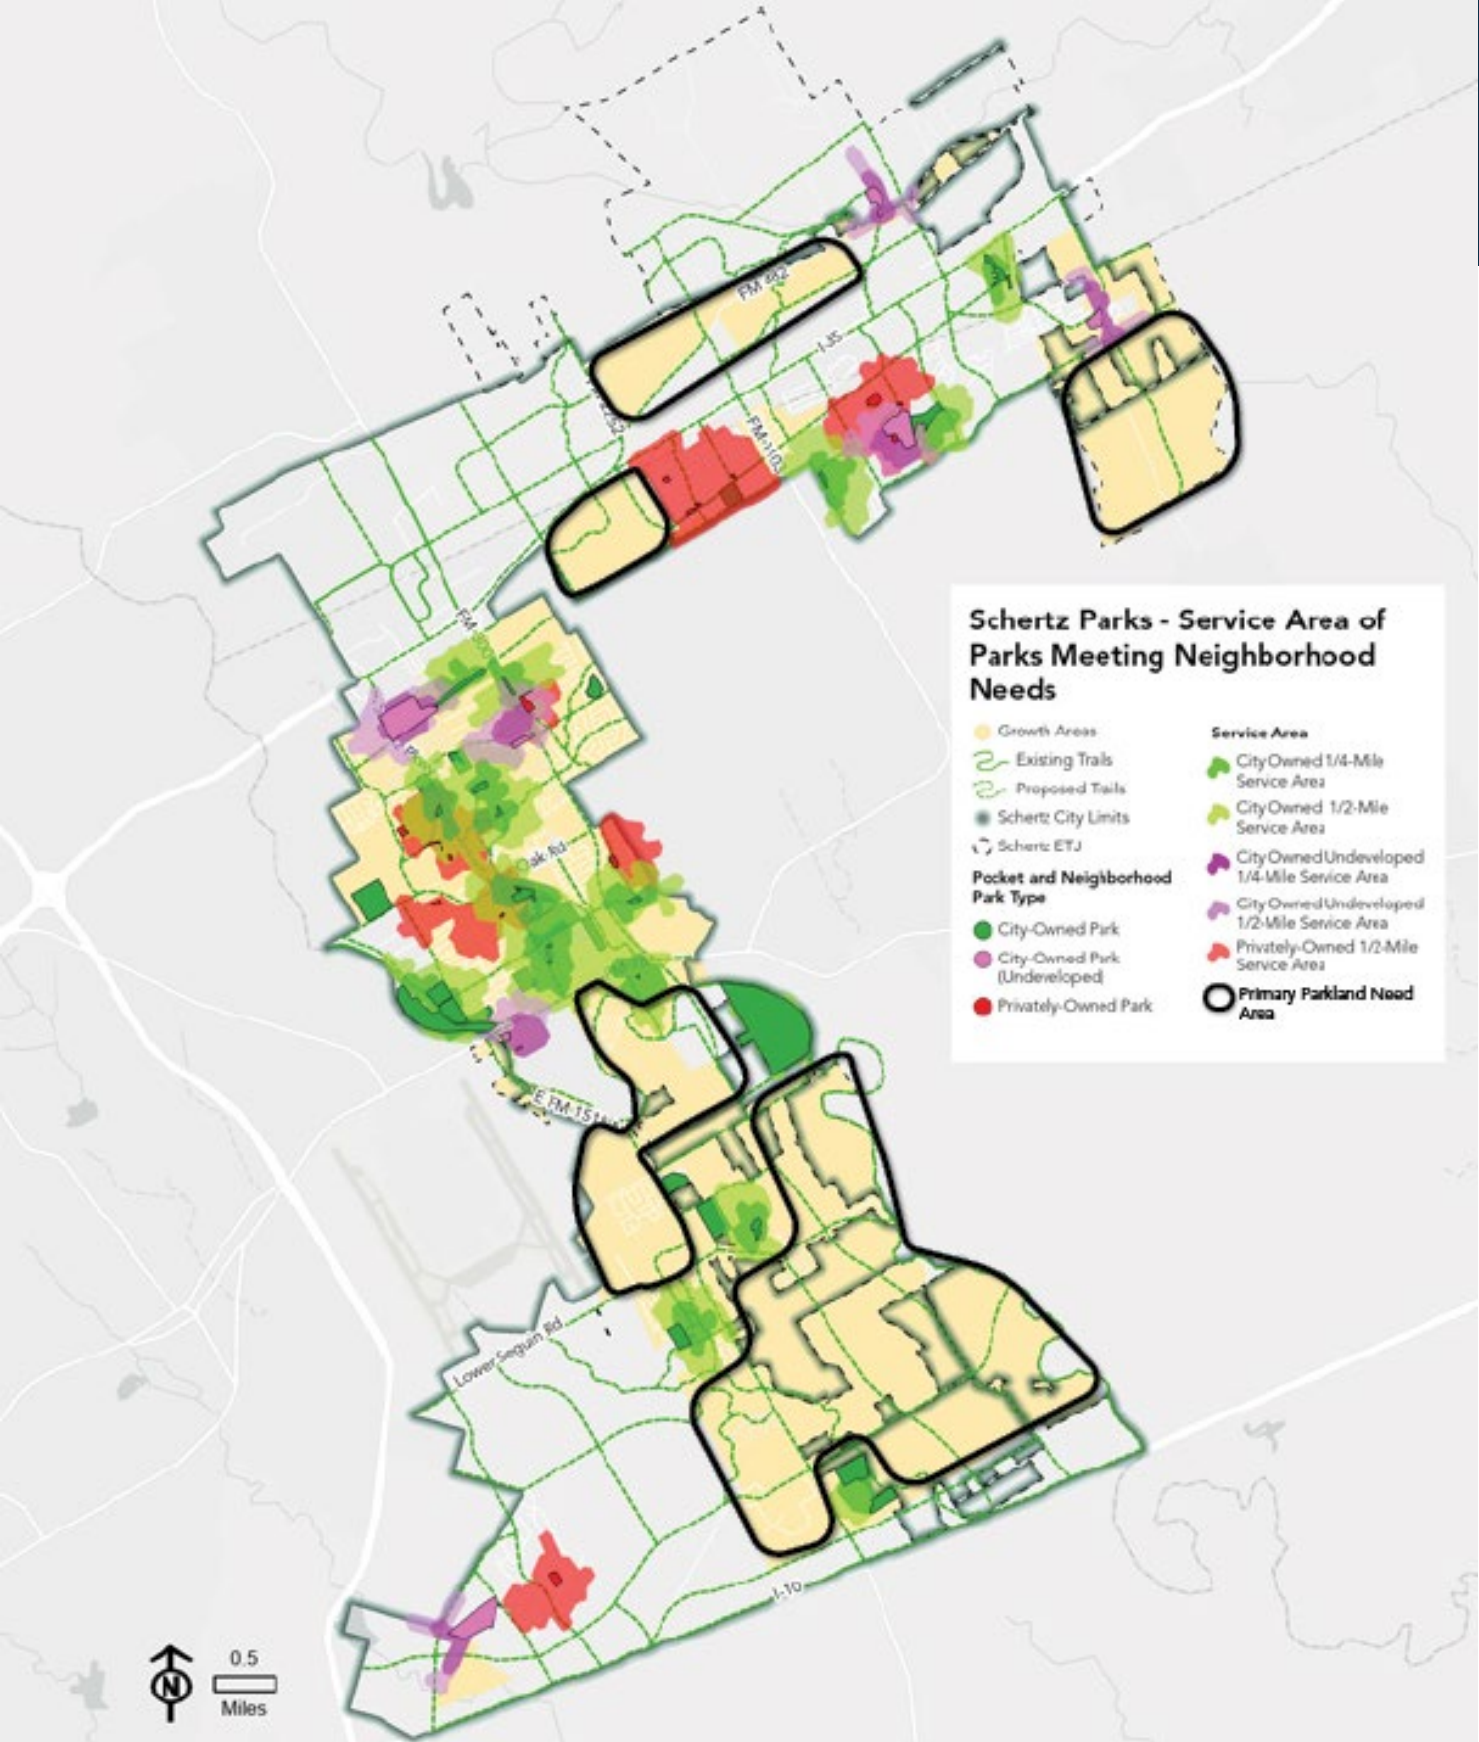 FM 482
I-35
FM-1103
FM-2252
Oak Rd
E FM-1518
Lower Seguin Rd
I-10
Schertz Parks - Service Area of
Parks Meeting Neighborhood
Needs
Growth Areas
Existing Trails
Proposed Trails
Schertz City Limits
Schertz ETJ
Pocket and Neighborhood
Park Type
City-Owned Park
City-Owned Park
(Undeveloped)
Privately-Owned Park
Service Area
City Owned 1/4-Mile
Service Area
City Owned 1/2-Mile
Service Area
City Owned Undeveloped
1/4-Mile Service Area
City Owned Undeveloped
1/2-Mile Service Area
Privately-Owned 1/2-Mile
Service Area
Primary Parkland Need
Area
N
0.5
Miles